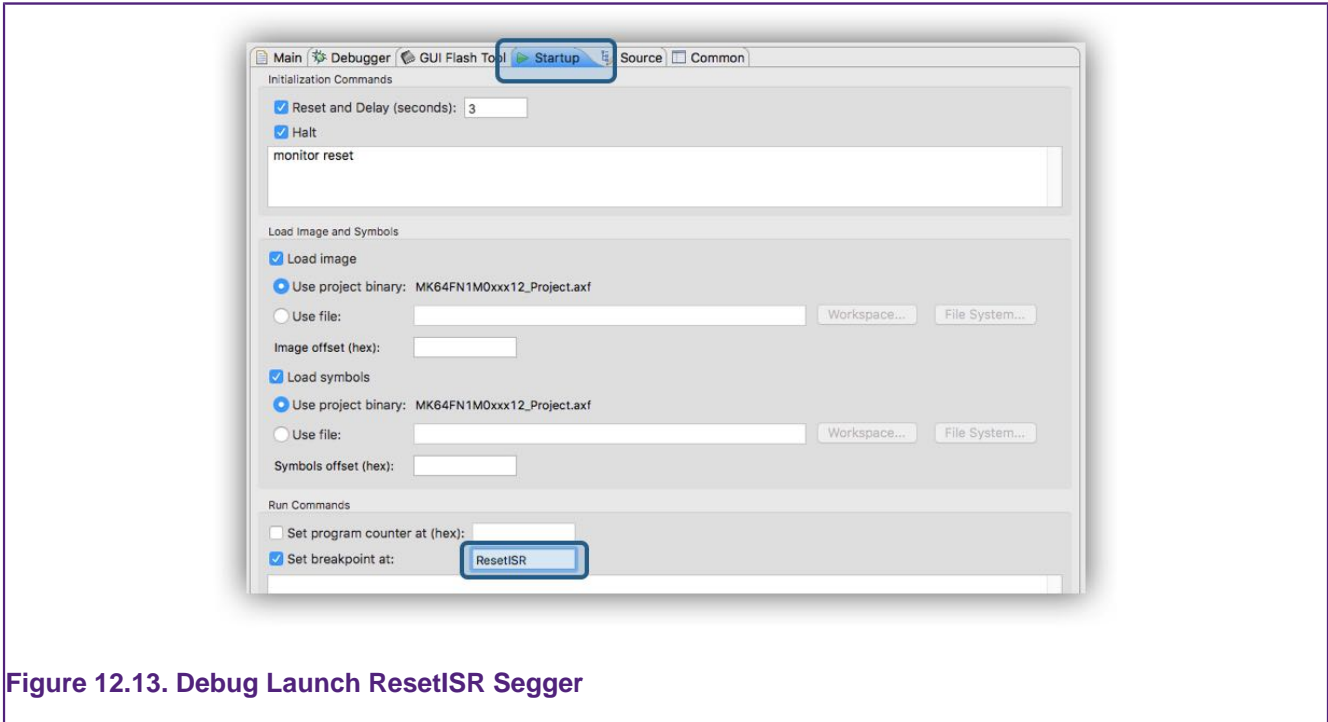 Main Debugger GUI Flash Tool Startup Source Common
Initialization Commands
Reset and Delay (seconds): 3
Halt
monitor reset
Load Image and Symbols
Load image
Use project binary: MK64FN1M0xxx12_Project.axf
Use file: Workspace... File System...
Image offset (hex):
Load symbols
Use project binary: MK64FN1M0xxx12_Project.axf
Use file: Workspace... File System...
Symbols offset (hex):
Run Commands
Set program counter at (hex):
Set breakpoint at: ResetISR
Figure 12.13. Debug Launch ResetISR Segger